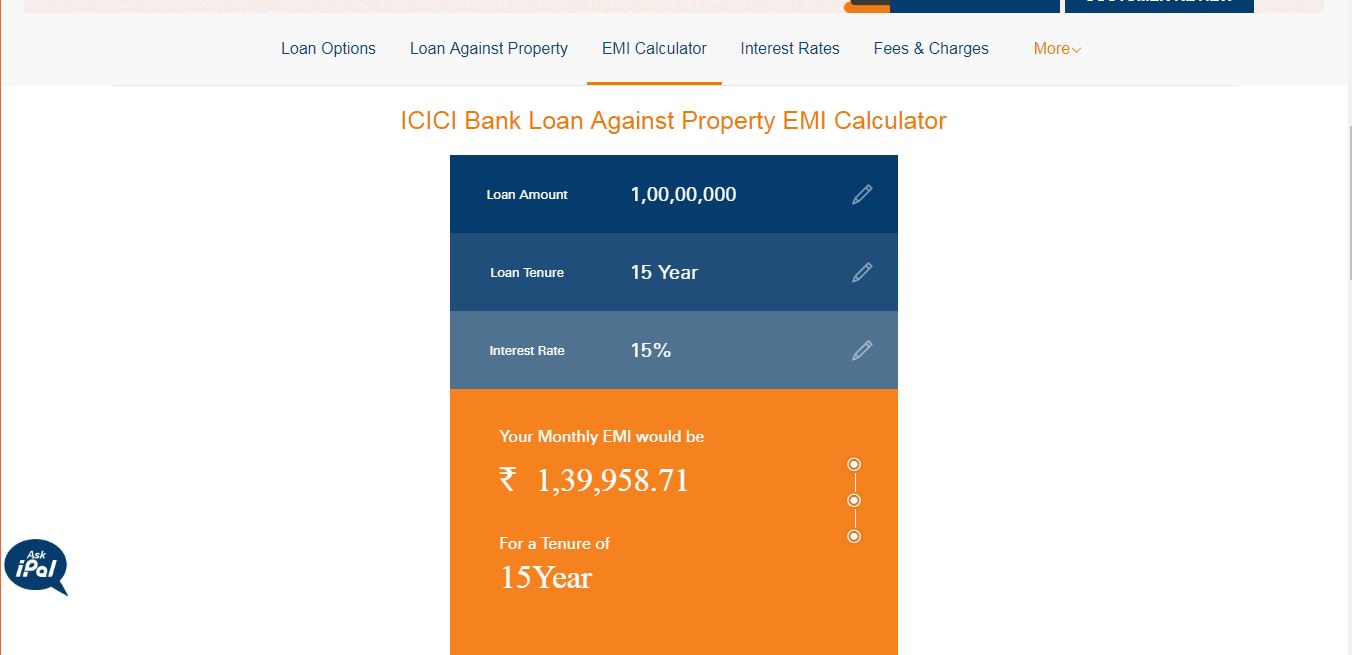 Loan Options Loan Against Property EMI Calculator Interest Rates Fees & Charges More
ICICI Bank Loan Against Property EMI Calculator
Loan Amount 1,00,00,000
Loan Tenure 15 Year
Interest Rate 15%
Your Monthly EMI would be
₹ 1,39,958.71
For a Tenure of
15Year
Ask
iPal